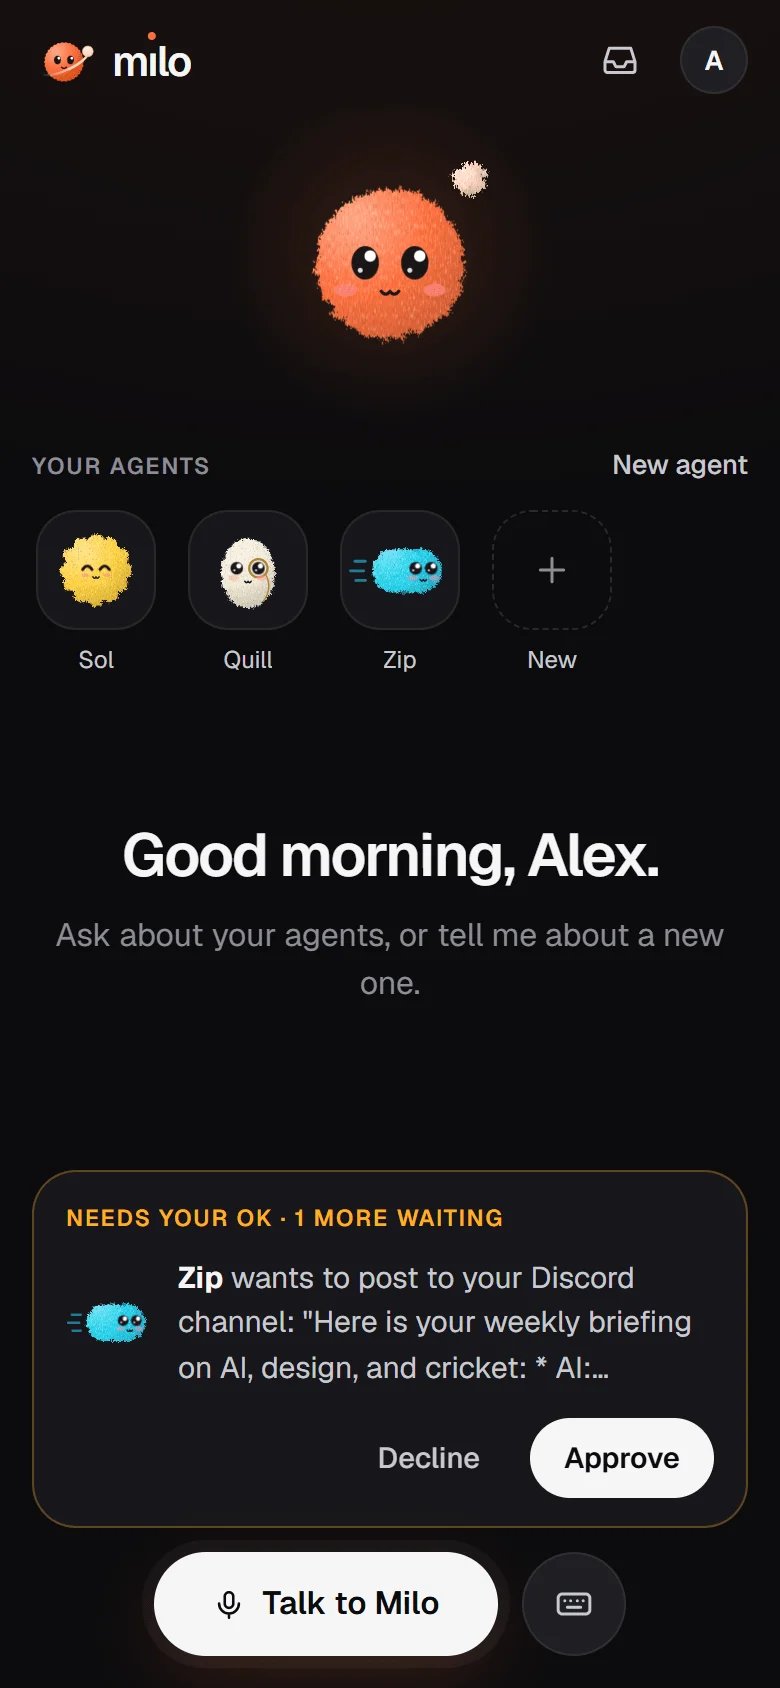 milo
A
YOUR AGENTS
New agent
Sol
Quill
Zip
New
Good morning, Alex.
Ask about your agents, or tell me about a new
one.
NEEDS YOUR OK · 1 MORE WAITING
Zip wants to post to your Discord
channel: "Here is your weekly briefing
on AI, design, and cricket: * AI:...
Decline
Approve
Talk to Milo